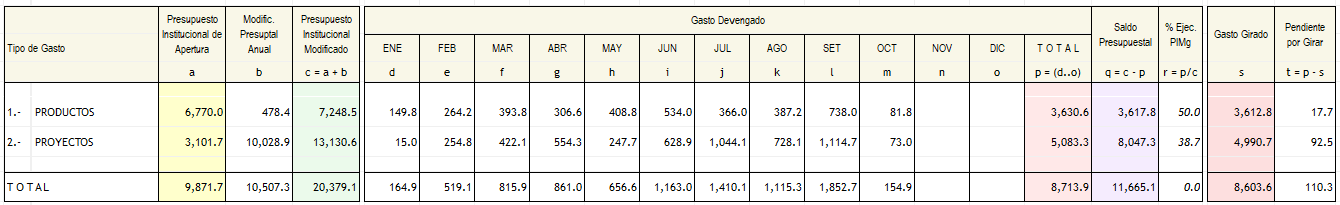 Tipo de Gasto Presupuesto Institucional de Apertura a Modific. Presuptal Anual b Presupuesto Institucional Modificado c = a + b Gasto Devengado Saldo Presupuestal q = c - p % Ejec. PIMg r = p/c Gasto Girado s Pendiente por Girar t = p - s
ENE FEB MAR ABR MAY JUN JUL AGO SET OCT NOV DIC T O T A L
d e f g h i j k l m n o p = (d..o)
1.- PRODUCTOS 6,770.0 478.4 7,248.5 149.8 264.2 393.8 306.6 408.8 534.0 366.0 387.2 738.0 81.8 3,630.6 3,617.8 50.0 3,612.8 17.7
2.- PROYECTOS 3,101.7 10,028.9 13,130.6 15.0 254.8 422.1 554.3 247.7 628.9 1,044.1 728.1 1,114.7 73.0 5,083.3 8,047.3 38.7 4,990.7 92.5
T O T A L 9,871.7 10,507.3 20,379.1 164.9 519.1 815.9 861.0 656.6 1,163.0 1,410.1 1,115.3 1,852.7 154.9 8,713.9 11,665.1 0.0 8,603.6 110.3